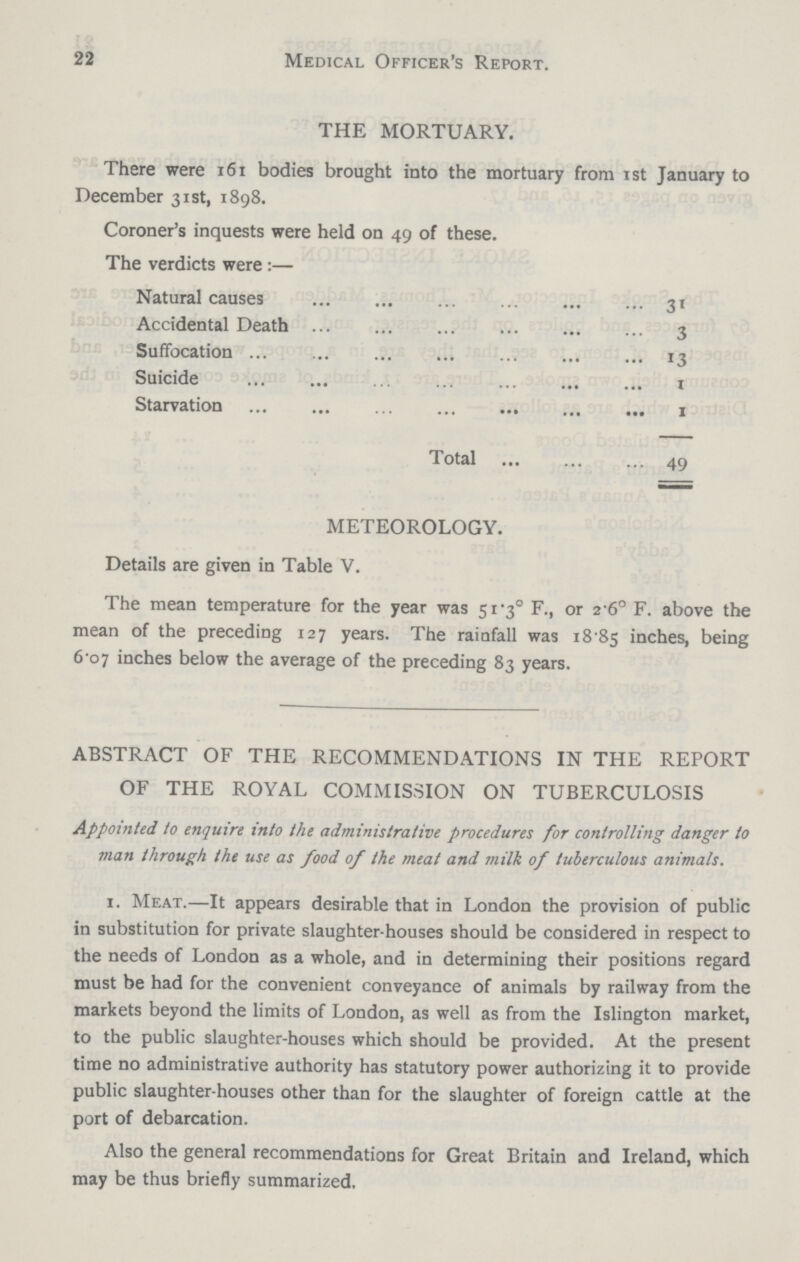 22 MEDICAL OFFICER'S REPORT.
THE MORTUARY.
There were 161 bodies brought into the mortuary from 1st January to
December 31st, 1898.
Coroner's inquests were held on 49 of these.
The verdicts were:—
Natural causes ... ... ... ... ... ... 31
Accidental Death ... ... ... ... ... ... 3
Suffocation ... ... ... ... ... ... ... 13
Suicide ... ... ... ... ... ... ... 1
Starvation ... ... ... ... ... ... ... 1
Total ... ... ... 49
METEOROLOGY.
Details are given in Table V.
The mean temperature for the year was 51·3° F., or 2·6° F. above the
mean of the preceding 127 years. The rainfall was 18·85 inches, being
6·07 inches below the average of the preceding 83 years.
ABSTRACT OF THE RECOMMENDATIONS IN THE REPORT
OF THE ROYAL COMMISSION ON TUBERCULOSIS
Appointed to enquire into the administrative procedures for controlling danger to
man through the use as food of the meat and milk of tuberculous animals.
1. MEAT.—It appears desirable that in London the provision of public
in substitution for private slaughter-houses should be considered in respect to
the needs of London as a whole, and in determining their positions regard
must be had for the convenient conveyance of animals by railway from the
markets beyond the limits of London, as well as from the Islington market,
to the public slaughter-houses which should be provided. At the present
time no administrative authority has statutory power authorizing it to provide
public slaughter-houses other than for the slaughter of foreign cattle at the
port of debarcation.
Also the general recommendations for Great Britain and Ireland, which
may be thus briefly summarized.